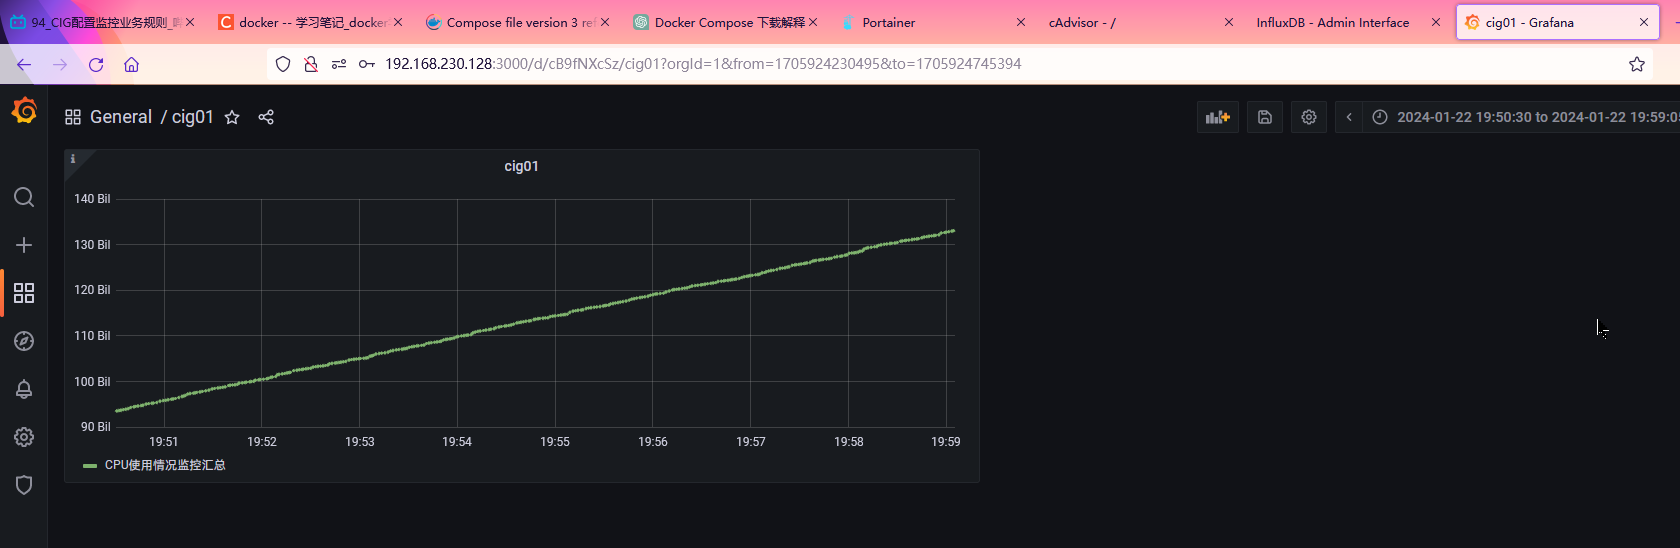 94_CIG配置监控业务规则_
docker -- 学习笔记_docker
Compose file version 3 ref
Docker Compose 下载解释
Portainer
cAdvisor - /
InfluxDB - Admin Interface
cig01 - Grafana
192.168.230.128:3000/d/cB9fNXcSz/cig01?orgId=1&from=1705924230495&to=1705924745394
General / cig01
2024-01-22 19:50:30 to 2024-01-22 19:59:05
i
cig01
140 Bil
130 Bil
120 Bil
110 Bil
100 Bil
90 Bil
19:51 19:52 19:53 19:54 19:55 19:56 19:57 19:58 19:59
CPU使用情况监控汇总